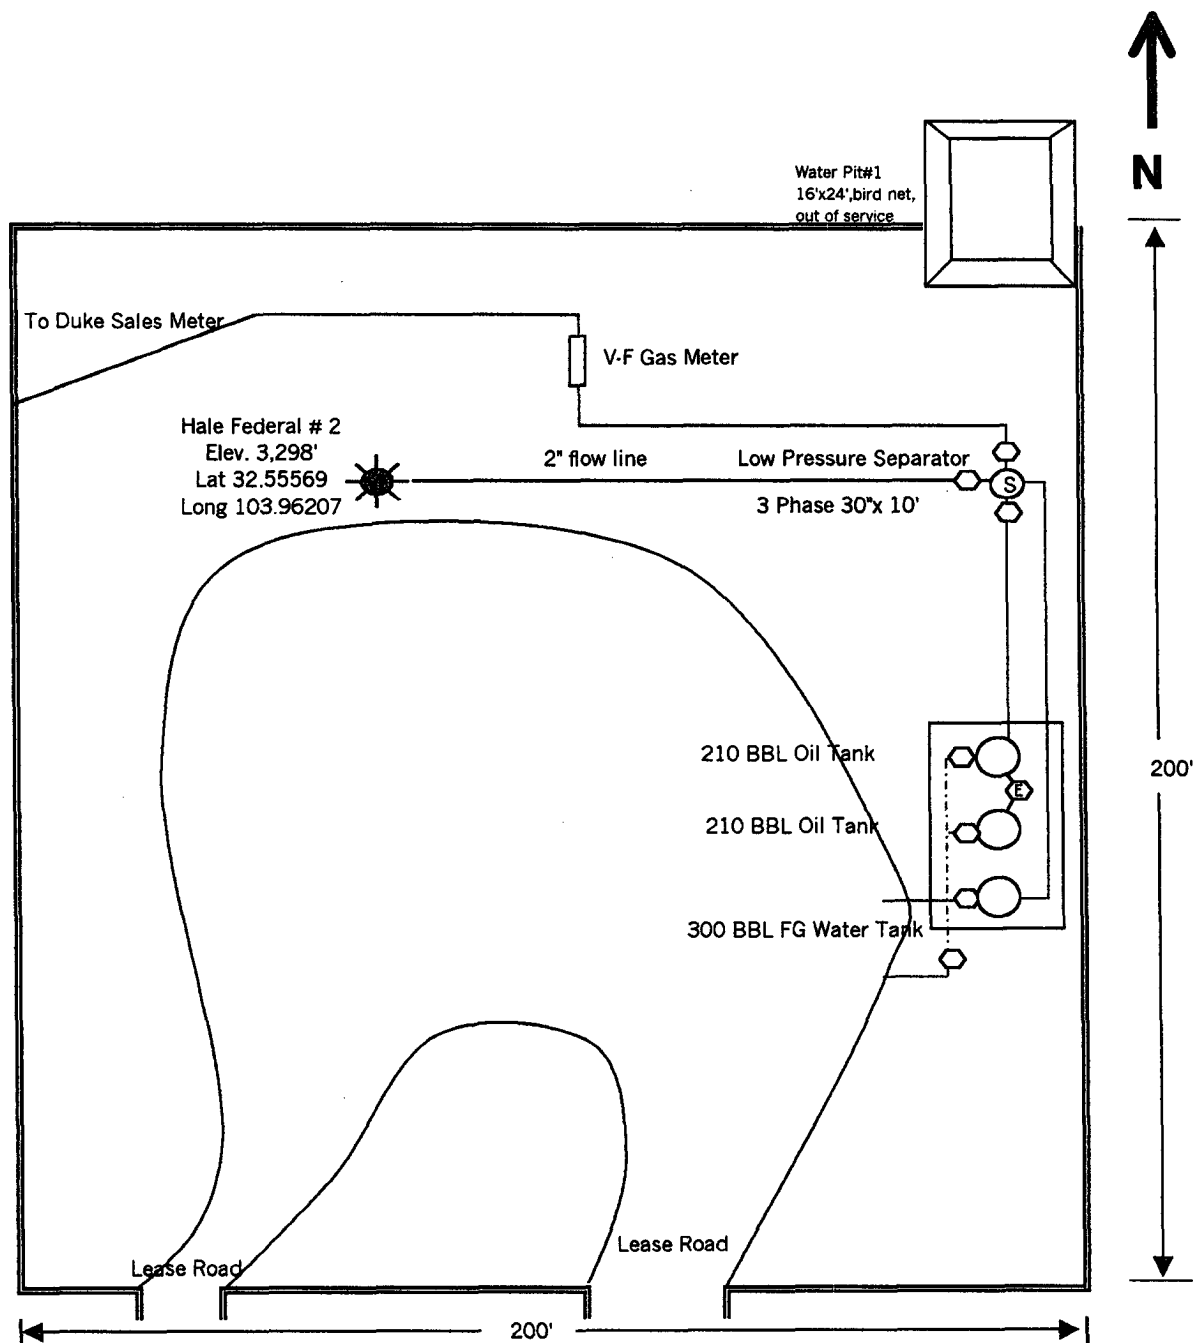 N
Water Pit#1
16'x24',bird net,
out of service
To Duke Sales Meter
V-F Gas Meter
Hale Federal # 2
Elev. 3,298'
Lat 32.55569
Long 103.96207
2" flow line
Low Pressure Separator
S
3 Phase 30"x 10'
210 BBL Oil Tank
200'
E
210 BBL Oil Tank
300 BBL FG Water Tank
Lease Road
Lease Road
200'